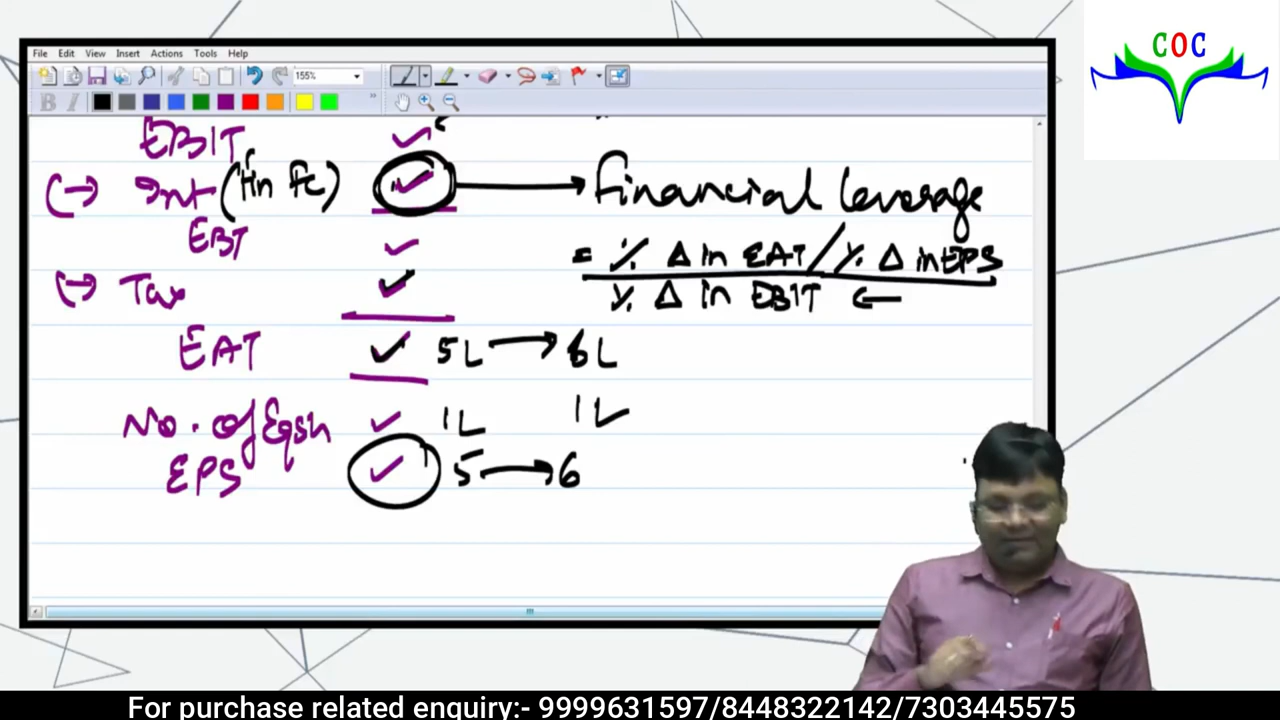 COC
File Edit View Insert Actions Tools Help
155%
B I
EBIT
(-) Int (Fin FC) Financial leverage
EBT = % Δ in EAT / % Δ in EPS
(-) Tax % Δ in EBIT
EAT 5L 6L
No. of Eqsh 1L 1L
EPS 5 6
For purchase related enquiry:- 9999631597/8448322142/7303445575